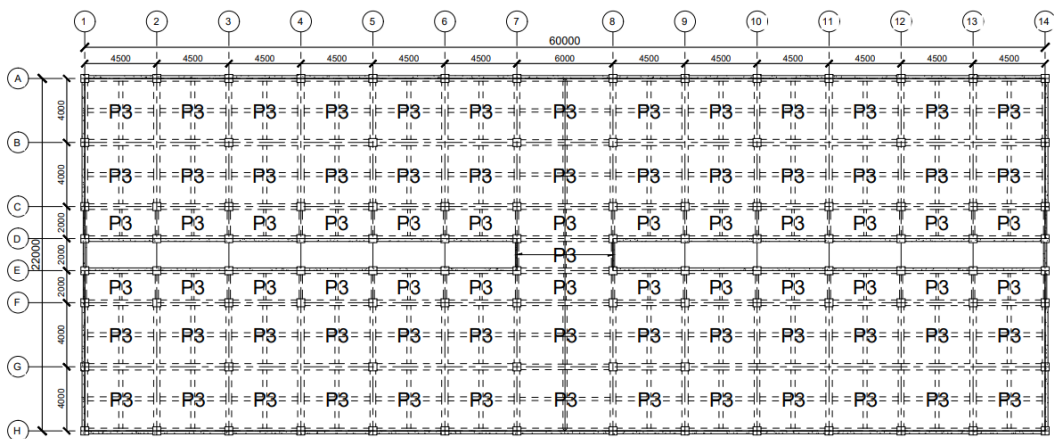 1 2 3 4 5 6 7 8 9 10 11 12 13 14
60000
4500 4500 4500 4500 4500 4500 6000 4500 4500 4500 4500 4500 4500
A
4000 P3 P3 P3 P3 P3 P3 P3 P3 P3 P3 P3 P3 P3
B
4000 P3 P3 P3 P3 P3 P3 P3 P3 P3 P3 P3 P3 P3
C
2000 P3 P3 P3 P3 P3 P3 P3 P3 P3 P3 P3 P3
D
22000 2000 P3
E
2000 P3 P3 P3 P3 P3 P3 P3 P3 P3 P3 P3 P3
F
4000 P3 P3 P3 P3 P3 P3 P3 P3 P3 P3 P3 P3 P3
G
4000 P3 P3 P3 P3 P3 P3 P3 P3 P3 P3 P3 P3 P3
H